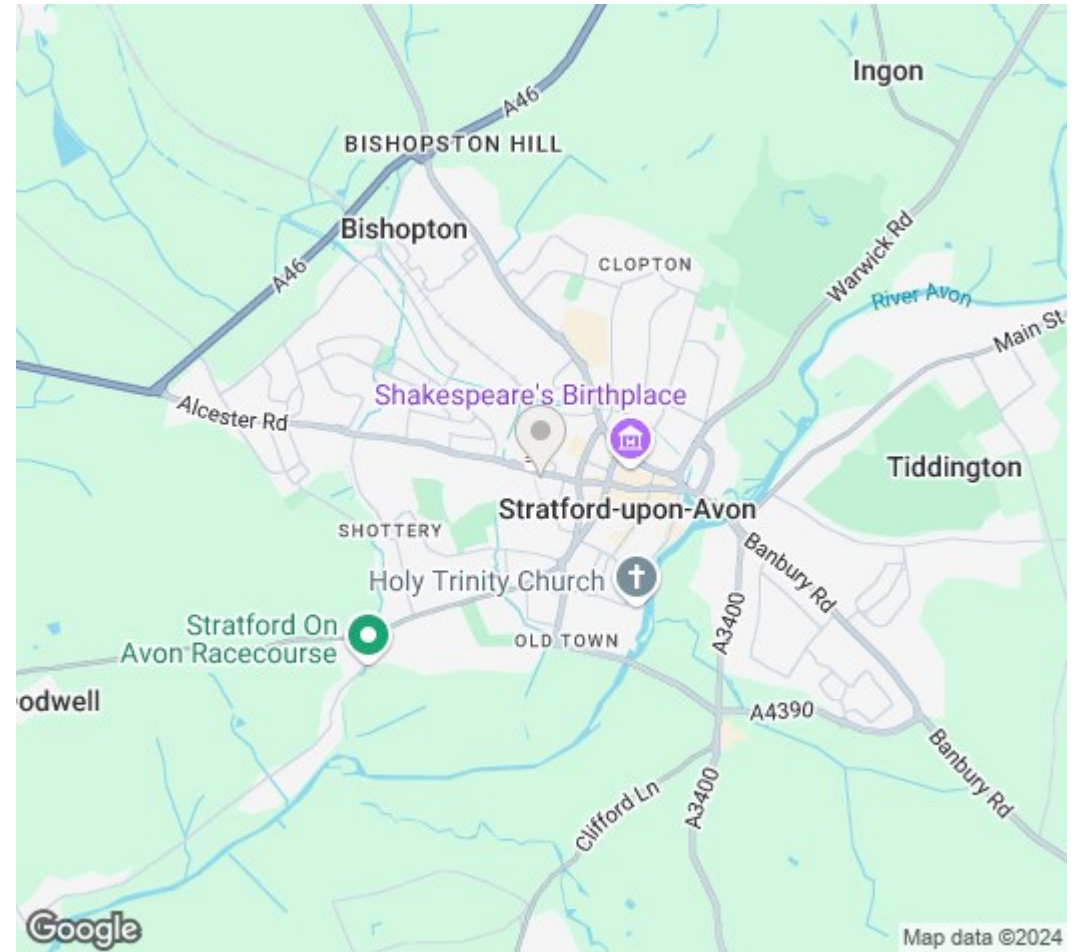 Ingon
A46
BISHOPSTON HILL
Bishopton
CLOPTON
Warwick Rd
A46
River Avon
Main St
Shakespeare's Birthplace
Alcester Rd
Tiddington
Stratford-upon-Avon
SHOTTERY
Banbury Rd
Holy Trinity Church
A3400
Stratford On
Avon Racecourse
OLD TOWN
odwell
A4390
Banbury Rd
Clifford Ln
A3400
Google
Map data ©2024